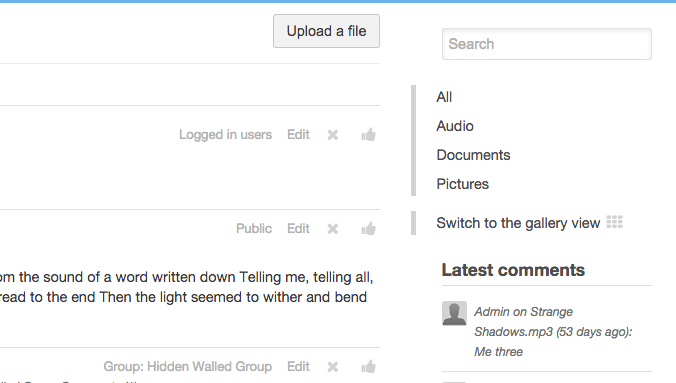 Upload a file
Logged in users Edit
Public Edit
om the sound of a word written down Telling me, telling all,
read to the end Then the light seemed to wither and bend
Group: Hidden Walled Group Edit
Search
All
Audio
Documents
Pictures
Switch to the gallery view
Latest comments
Admin on Strange
Shadows.mp3 (53 days ago):
Me three